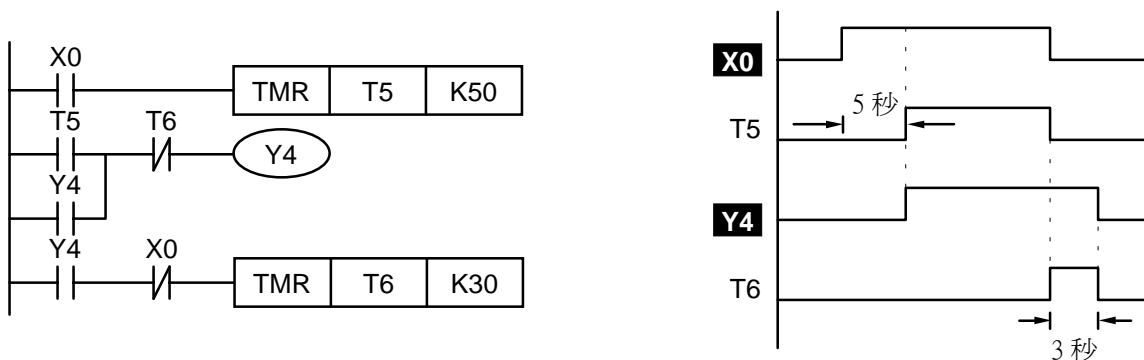 X0
TMR T5 K50
T5 T6
Y4
Y4
Y4 X0
TMR T6 K30
X0
5 秒
T5
Y4
T6
3 秒